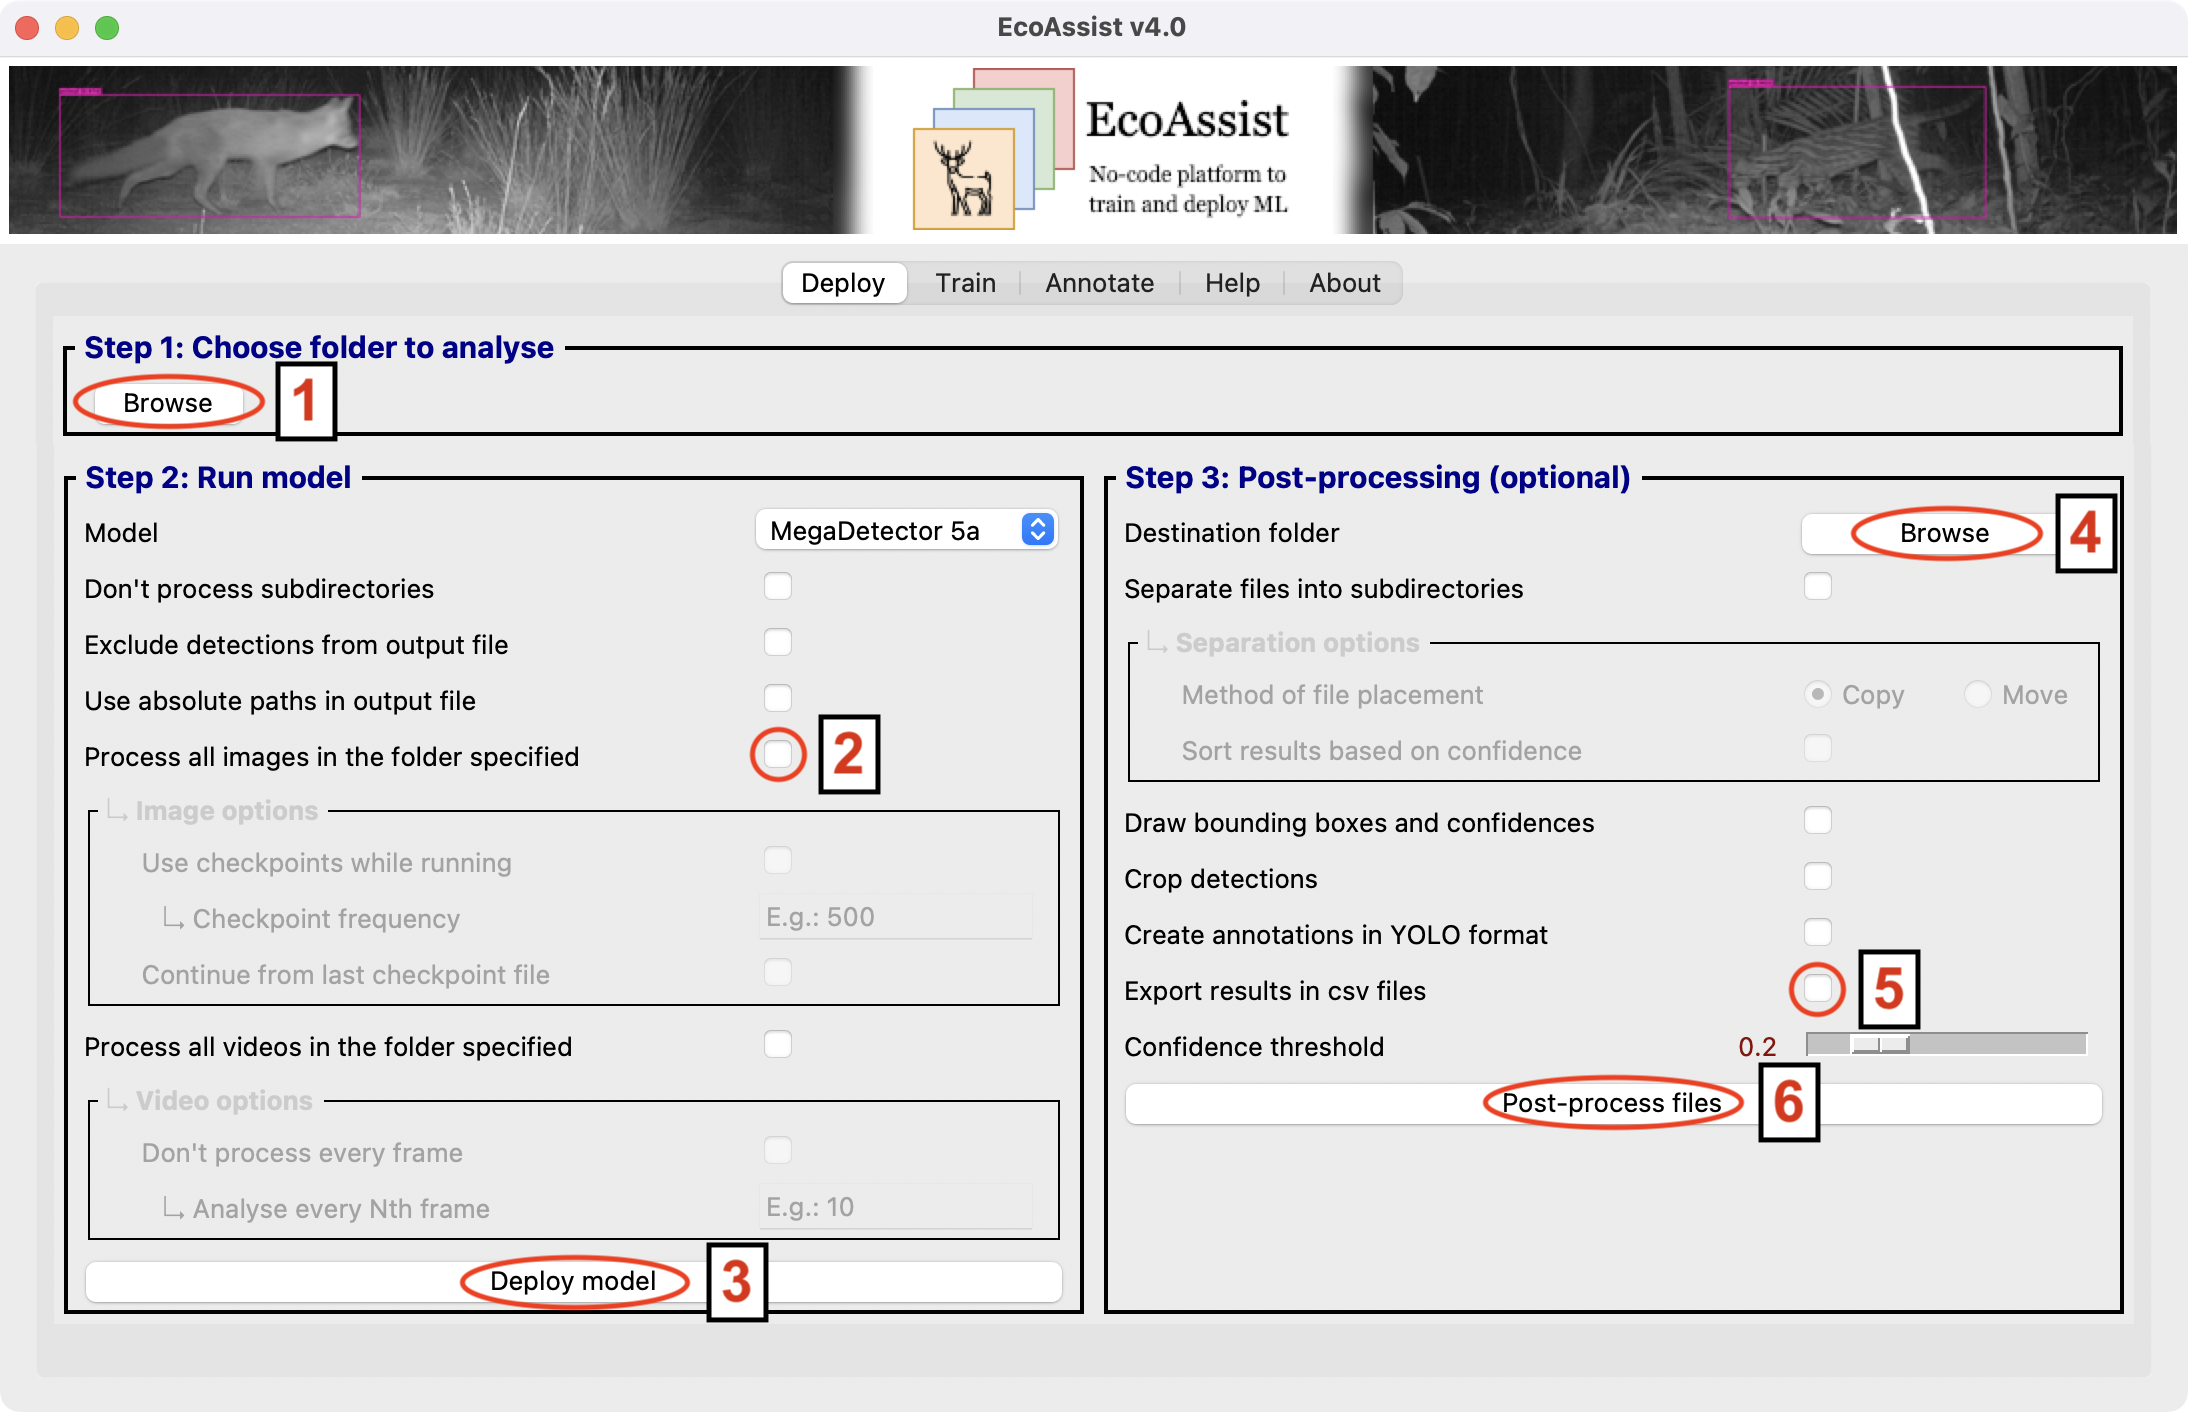 EcoAssist v4.0
EcoAssist
No-code platform to
train and deploy ML
Deploy Train Annotate Help About
Step 1: Choose folder to analyse
Browse 1
Step 2: Run model
Model MegaDetector 5a
Don't process subdirectories
Exclude detections from output file
Use absolute paths in output file
Process all images in the folder specified 2
Image options
Use checkpoints while running
Checkpoint frequency E.g.: 500
Continue from last checkpoint file
Process all videos in the folder specified
Video options
Don't process every frame
Analyse every Nth frame E.g.: 10
Deploy model 3
Step 3: Post-processing (optional)
Destination folder Browse 4
Separate files into subdirectories
Separation options
Method of file placement Copy Move
Sort results based on confidence
Draw bounding boxes and confidences
Crop detections
Create annotations in YOLO format
Export results in csv files 5
Confidence threshold 0.2
Post-process files 6